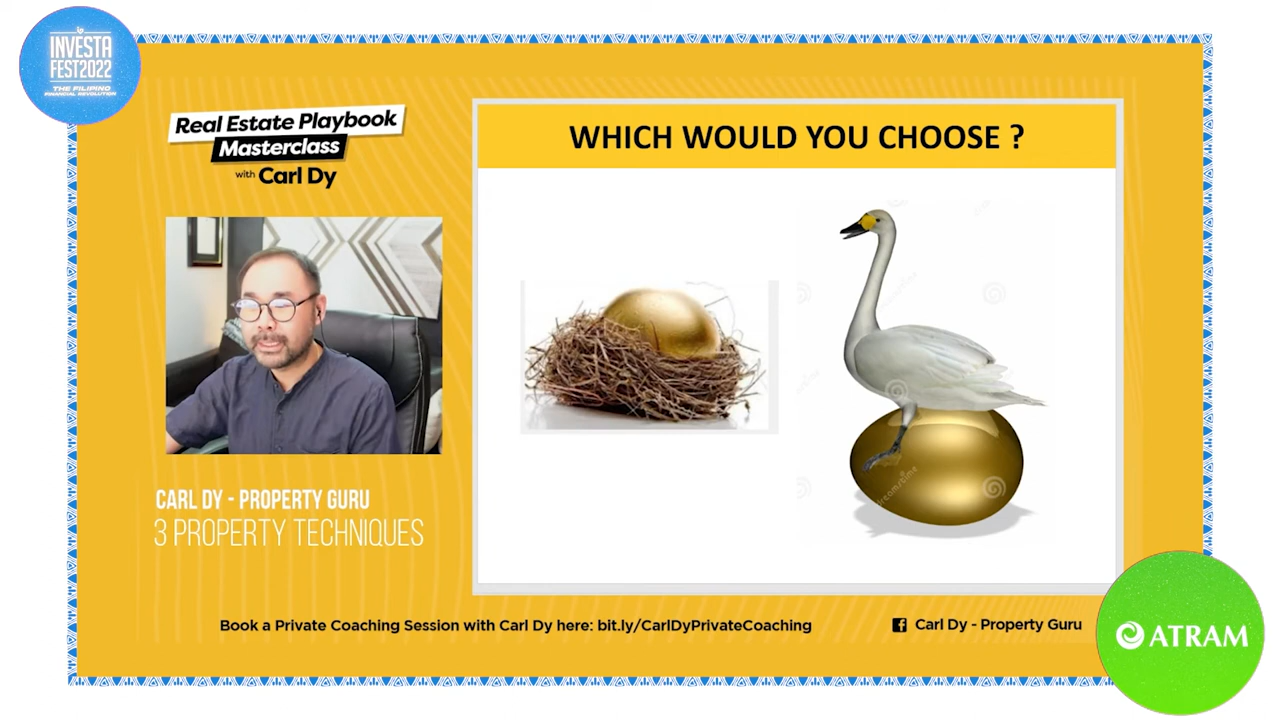 INVESTA
FEST2022
THE FILIPINO
FINANCIAL REVOLUTION
Real Estate Playbook
Masterclass
with Carl Dy
WHICH WOULD YOU CHOOSE ?
dreamstime
CARL DY - PROPERTY GURU
3 PROPERTY TECHNIQUES
Book a Private Coaching Session with Carl Dy here: bit.ly/CarlDyPrivateCoaching
Carl Dy - Property Guru
ATRAM